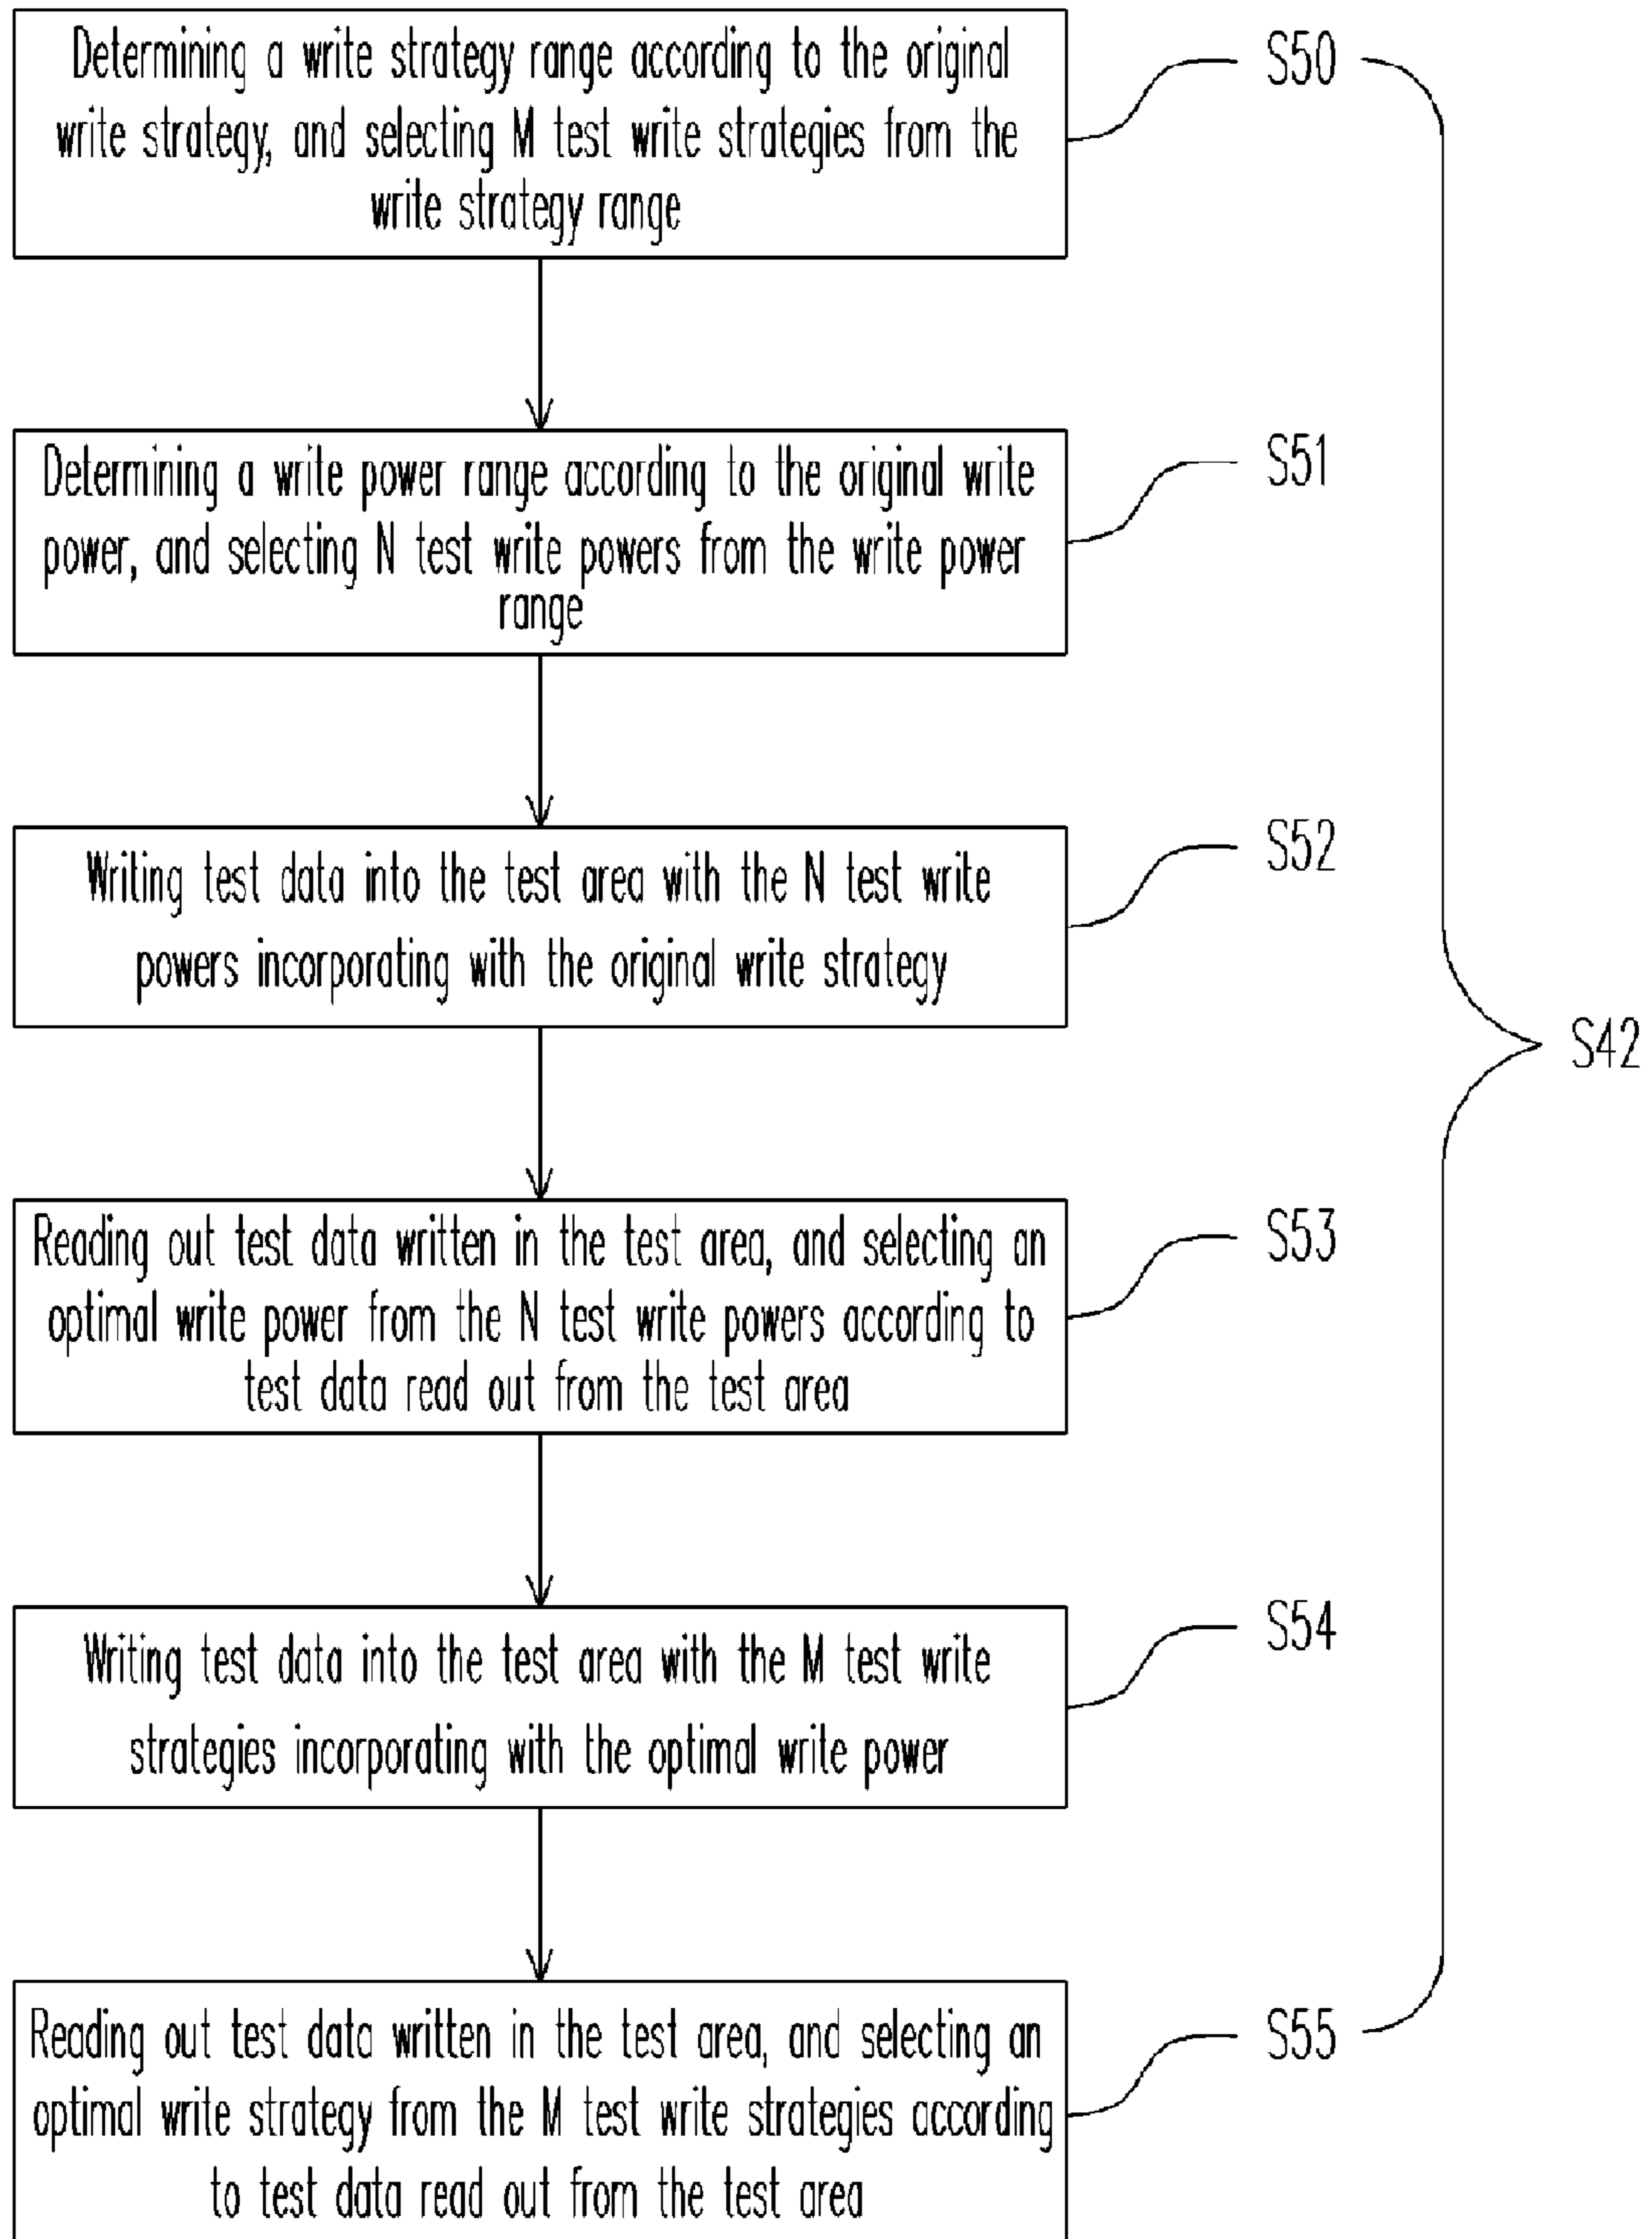 Determining a write strategy range according to the original
write strategy, and selecting M test write strategies from the
write strategy range
S50
Determining a write power range according to the original write
power, and selecting N test write powers from the write power
range
S51
Writing test data into the test area with the N test write
powers incorporating with the original write strategy
S52
S42
Reading out test data written in the test area, and selecting an
optimal write power from the N test write powers according to
test data read out from the test area
S53
Writing test data into the test area with the M test write
strategies incorporating with the optimal write power
S54
Reading out test data written in the test area, and selecting an
optimal write strategy from the M test write strategies according
to test data read out from the test area
S55